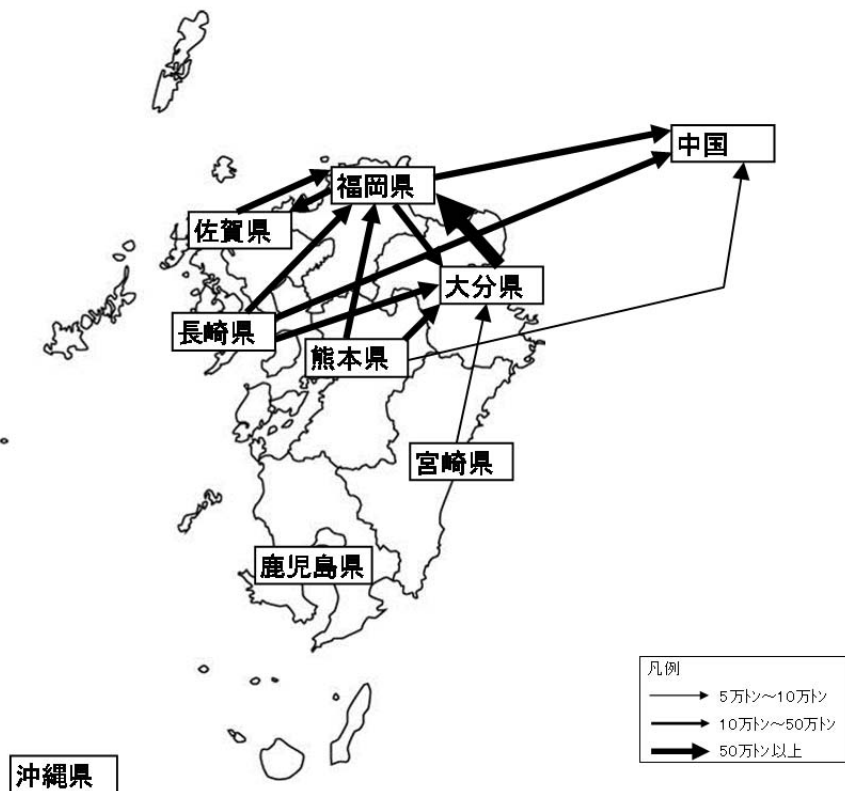 中国
福岡県
佐賀県
大分県
長崎県
熊本県
宮崎県
鹿児島県
凡例
5万トン～10万トン
10万トン～50万トン
50万トン以上
沖縄県